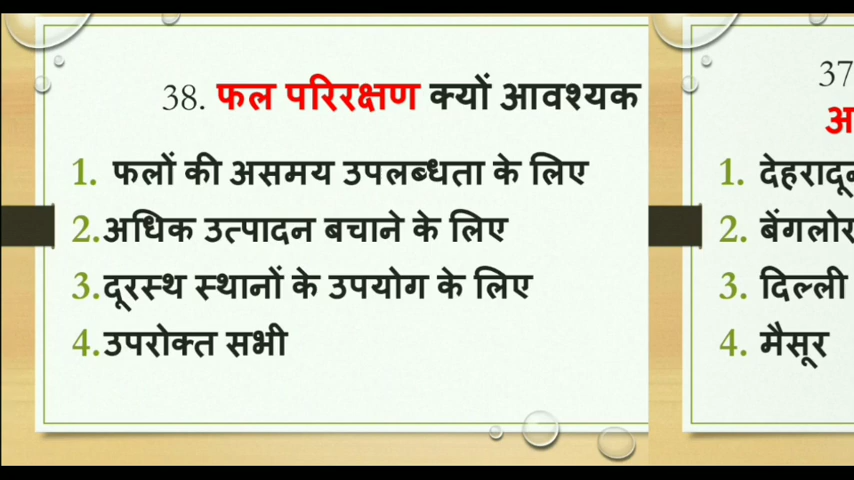 38. फल परिरक्षण क्यों आवश्यक
1. फलों की असमय उपलब्धता के लिए
2.अधिक उत्पादन बचाने के लिए
3.दूरस्थ स्थानों के उपयोग के लिए
4.उपरोक्त सभी
37
अ
1. देहरादून
2. बेंगलोर
3. दिल्ली
4. मैसूर